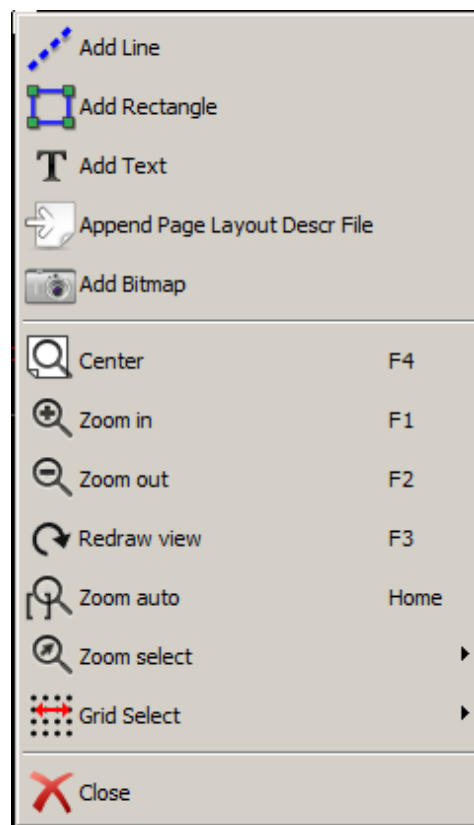 Add Line
Add Rectangle
Add Text
Append Page Layout Descr File
Add Bitmap
Center F4
Zoom in F1
Zoom out F2
Redraw view F3
Zoom auto Home
Zoom select
Grid Select
Close